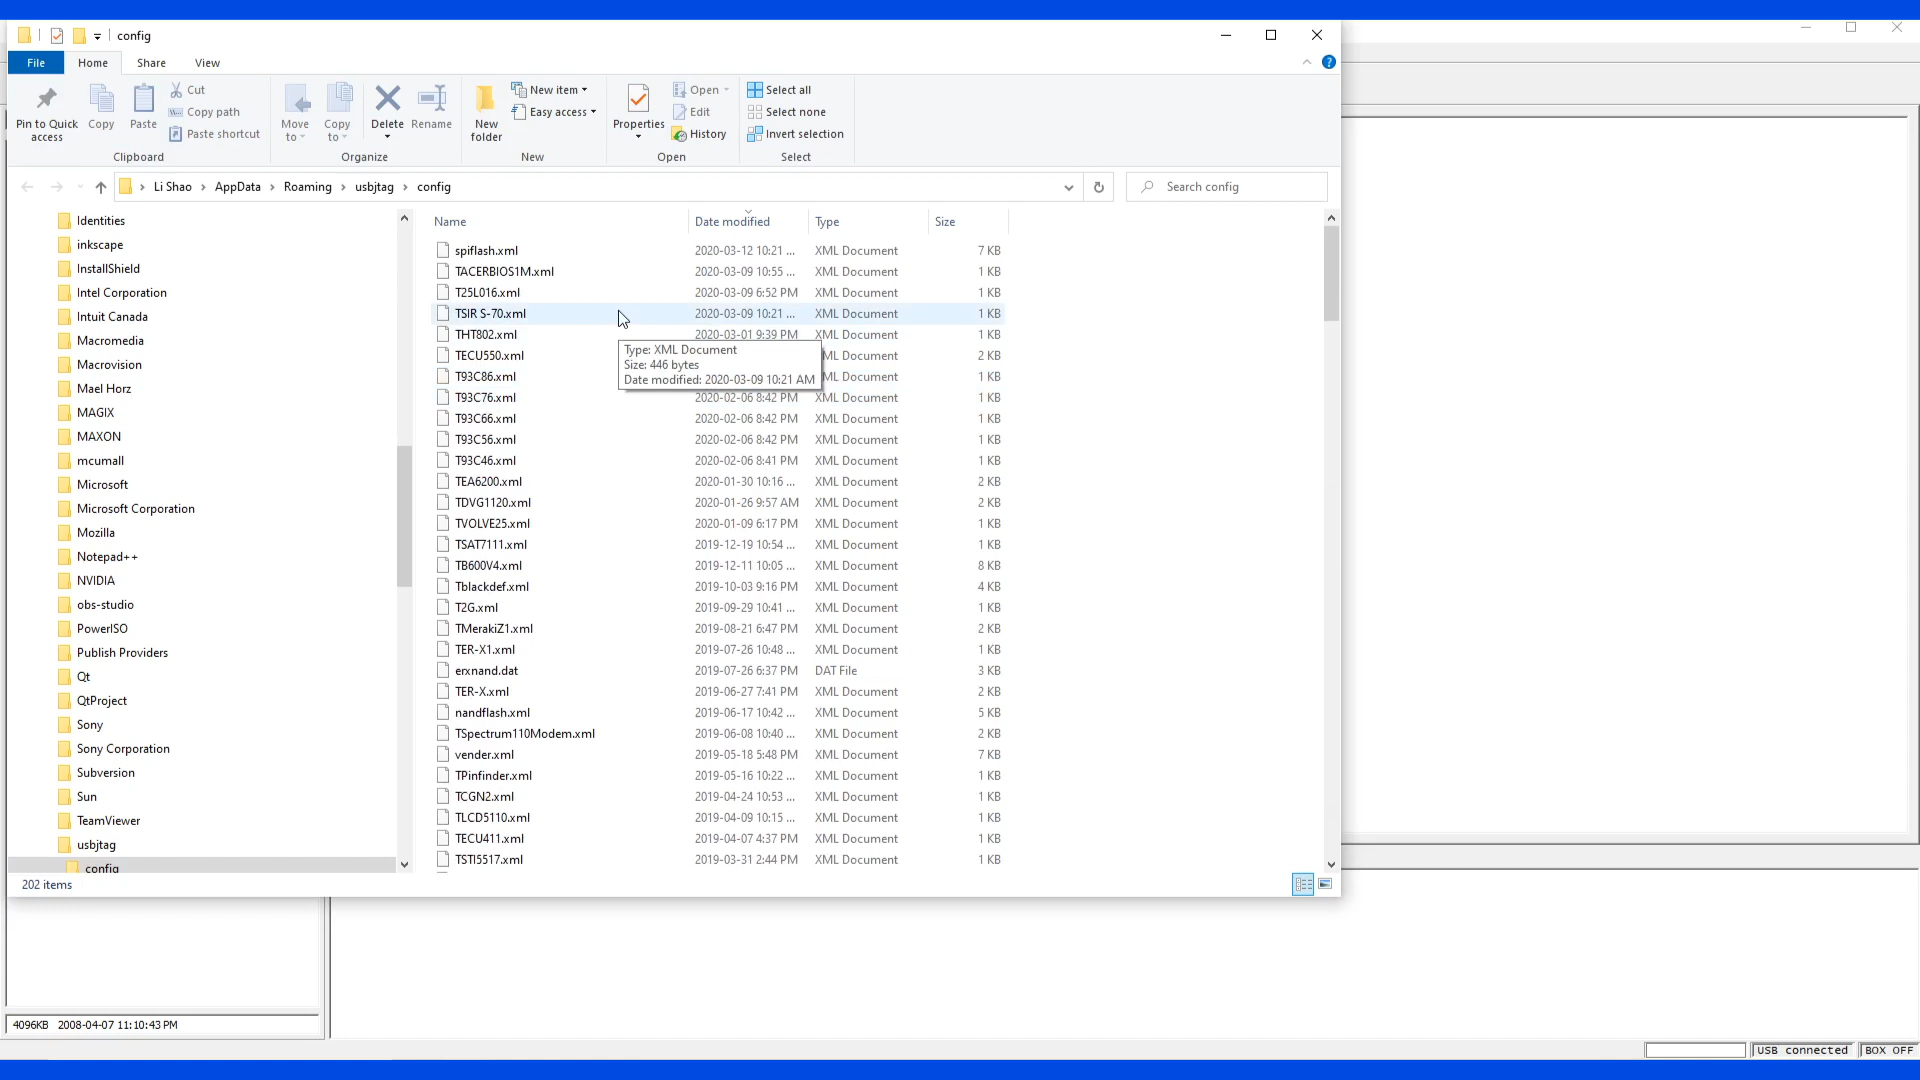 config
File Home Share View
Pin to Quick access
Copy
Paste
Cut
Copy path
Paste shortcut
Clipboard
Move to
Copy to
Delete
Rename
Organize
New folder
New item
Easy access
New
Properties
Open
Edit
History
Open
Select all
Select none
Invert selection
Select
Li Shao › AppData › Roaming › usbjtag › config
Search config
Identities
inkscape
InstallShield
Intel Corporation
Intuit Canada
Macromedia
Macrovision
Mael Horz
MAGIX
MAXON
mcumall
Microsoft
Microsoft Corporation
Mozilla
Notepad++
NVIDIA
obs-studio
PowerISO
Publish Providers
Qt
QtProject
Sony
Sony Corporation
Subversion
Sun
TeamViewer
usbjtag
config
Name Date modified Type Size
spiflash.xml 2020-03-12 10:21 ... XML Document 7 KB
TACERBIOS1M.xml 2020-03-09 10:55 ... XML Document 1 KB
T25L016.xml 2020-03-09 6:52 PM XML Document 1 KB
TSIR S-70.xml 2020-03-09 10:21 ... XML Document 1 KB
THT802.xml 2020-03-01 9:39 PM XML Document 1 KB
TECU550.xml ML Document 2 KB
T93C86.xml ML Document 1 KB
T93C76.xml 2020-02-06 8:42 PM XML Document 1 KB
T93C66.xml 2020-02-06 8:42 PM XML Document 1 KB
T93C56.xml 2020-02-06 8:42 PM XML Document 1 KB
T93C46.xml 2020-02-06 8:41 PM XML Document 1 KB
TEA6200.xml 2020-01-30 10:16 ... XML Document 2 KB
TDVG1120.xml 2020-01-26 9:57 AM XML Document 2 KB
TVOLVE25.xml 2020-01-09 6:17 PM XML Document 1 KB
TSAT7111.xml 2019-12-19 10:54 ... XML Document 1 KB
TB600V4.xml 2019-12-11 10:05 ... XML Document 8 KB
Tblackdef.xml 2019-10-03 9:16 PM XML Document 4 KB
T2G.xml 2019-09-29 10:41 ... XML Document 1 KB
TMerakiZ1.xml 2019-08-21 6:47 PM XML Document 2 KB
TER-X1.xml 2019-07-26 10:48 ... XML Document 1 KB
erxnand.dat 2019-07-26 6:37 PM DAT File 3 KB
TER-X.xml 2019-06-27 7:41 PM XML Document 2 KB
nandflash.xml 2019-06-17 10:42 ... XML Document 5 KB
TSpectrum110Modem.xml 2019-06-08 10:40 ... XML Document 2 KB
vender.xml 2019-05-18 5:48 PM XML Document 7 KB
TPinfinder.xml 2019-05-16 10:22 ... XML Document 1 KB
TCGN2.xml 2019-04-24 10:53 ... XML Document 1 KB
TLCD5110.xml 2019-04-09 10:15 ... XML Document 1 KB
TECU411.xml 2019-04-07 4:37 PM XML Document 1 KB
TSTI5517.xml 2019-03-31 2:44 PM XML Document 1 KB
Type: XML Document
Size: 446 bytes
Date modified: 2020-03-09 10:21 AM
202 items
4096KB 2008-04-07 11:10:43 PM
USB connected BOX OFF